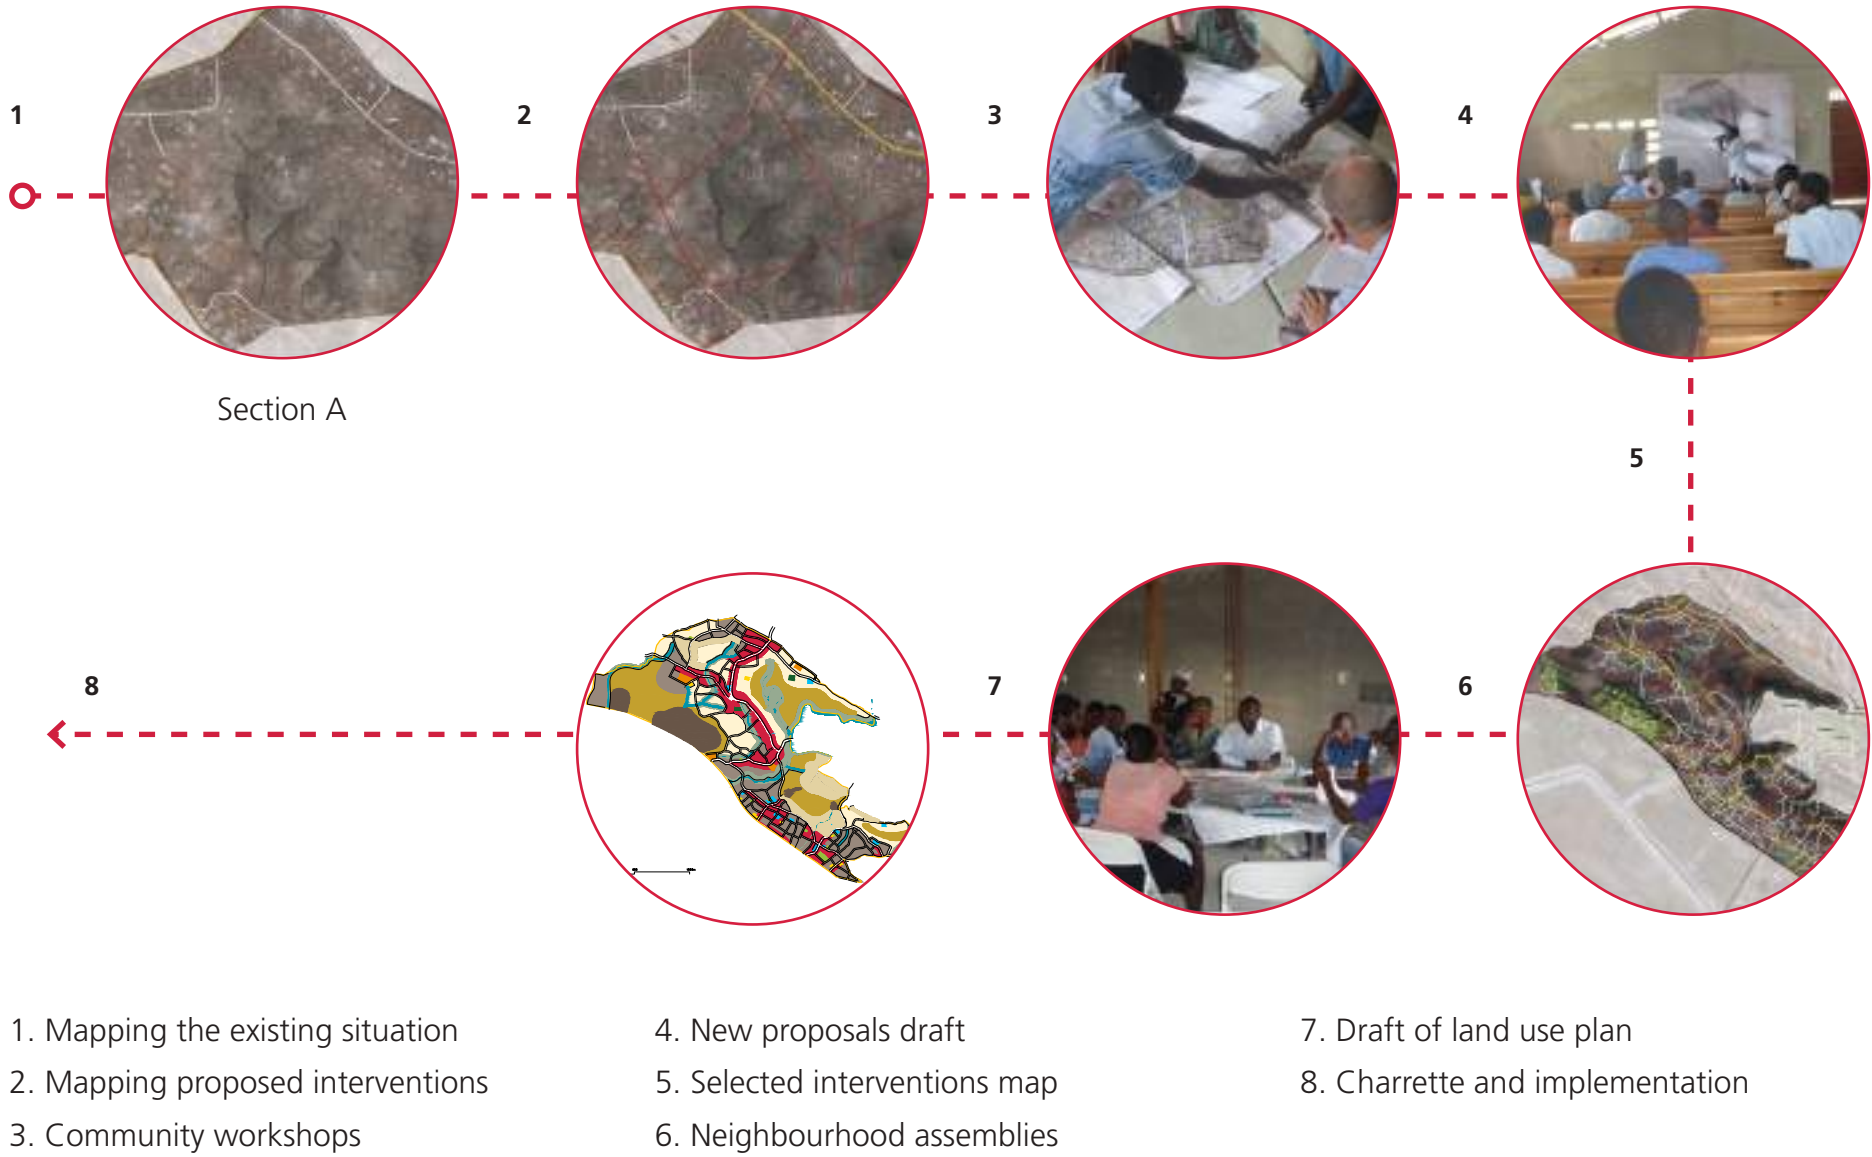 1
2
3
4
Section A
5
8
7
6
1. Mapping the existing situation
2. Mapping proposed interventions
3. Community workshops
4. New proposals draft
5. Selected interventions map
6. Neighbourhood assemblies
7. Draft of land use plan
8. Charrette and implementation